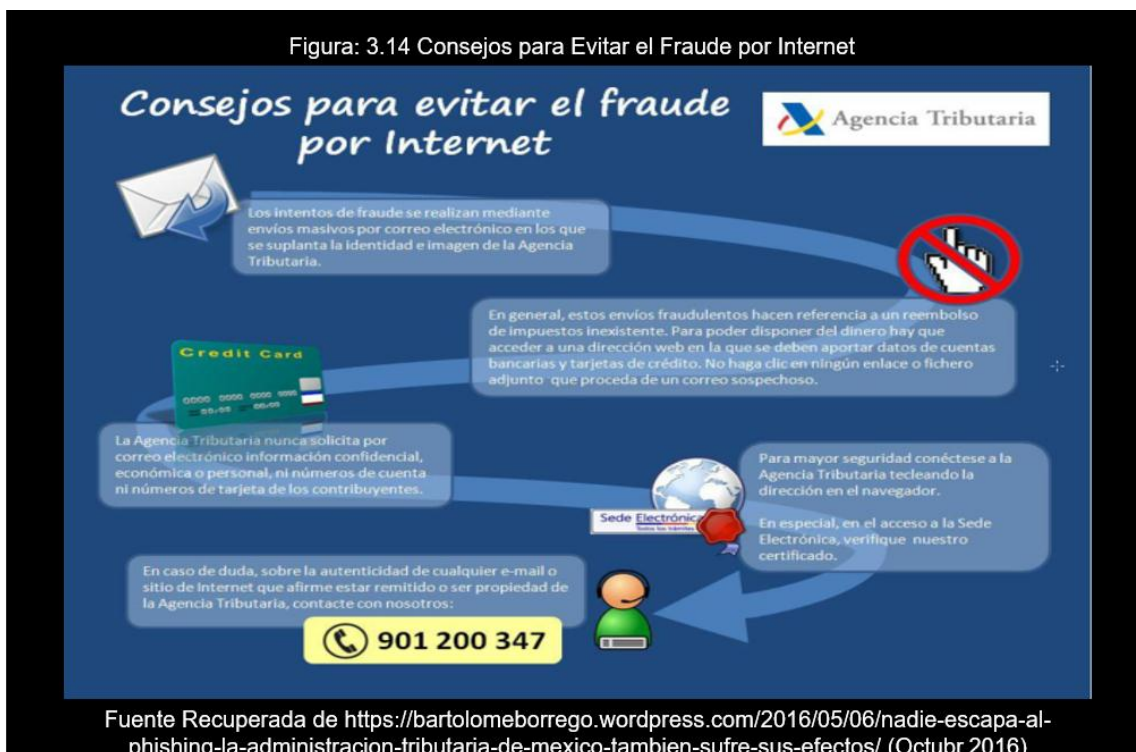 Figura: 3.14 Consejos para Evitar el Fraude por Internet
Consejos para evitar el fraude
por Internet
Agencia Tributaria
Los intentos de fraude se realizan mediante
envíos masivos por correo electrónico en los que
se suplanta la identidad e imagen de la Agencia
Tributaria.
En general, estos envíos fraudulentos hacen referencia a un reembolso
de impuestos inexistente. Para poder disponer del dinero hay que
acceder a una dirección web en la que se deben aportar datos de cuentas
bancarias y tarjetas de crédito. No haga clic en ningún enlace o fichero
adjunto que proceda de un correo sospechoso.
Credit Card
0000 0000 0000 0000
La Agencia Tributaria nunca solicita por
correo electrónico información confidencial,
económica o personal, ni números de cuenta
ni números de tarjeta de los contribuyentes.
Para mayor seguridad conéctese a la
Agencia Tributaria tecleando la
dirección en el navegador.
En especial, en el acceso a la Sede
Electrónica, verifique nuestro
certificado.
Sede Electrónica
Todos los trámites
En caso de duda, sobre la autenticidad de cualquier e-mail o
sitio de Internet que afirme estar remitido o ser propiedad de
la Agencia Tributaria, contacte con nosotros:
901 200 347
Fuente Recuperada de https://bartolomeborrego.wordpress.com/2016/05/06/nadie-escapa-al-
phishing-la-administracion-tributaria-de-mexico-tambien-sufre-sus-efectos/ (Octubr 2016)